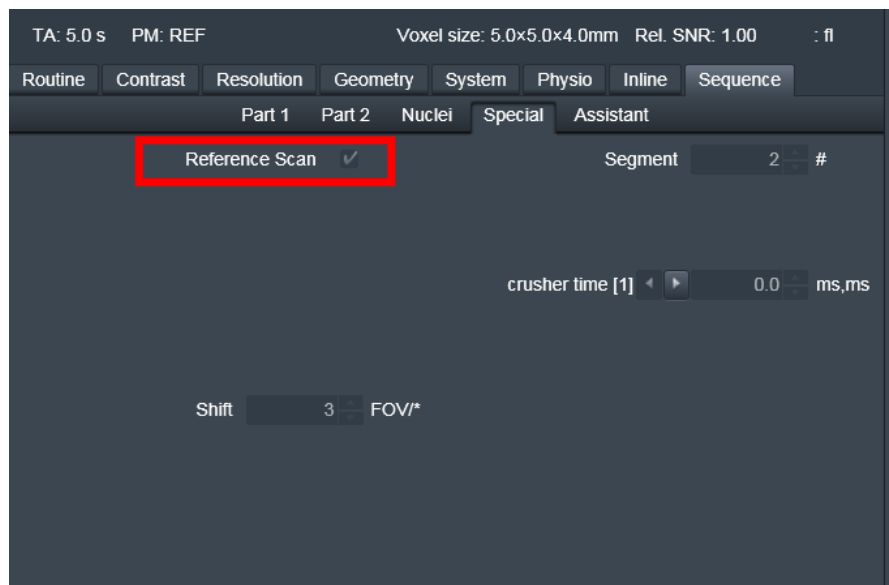 TA: 5.0 s PM: REF Voxel size: 5.0×5.0×4.0mm Rel. SNR: 1.00 : fl
Routine Contrast Resolution Geometry System Physio Inline Sequence
Part 1 Part 2 Nuclei Special Assistant
Reference Scan Segment 2 #
crusher time [1] 0.0 ms,ms
Shift 3 FOV/*